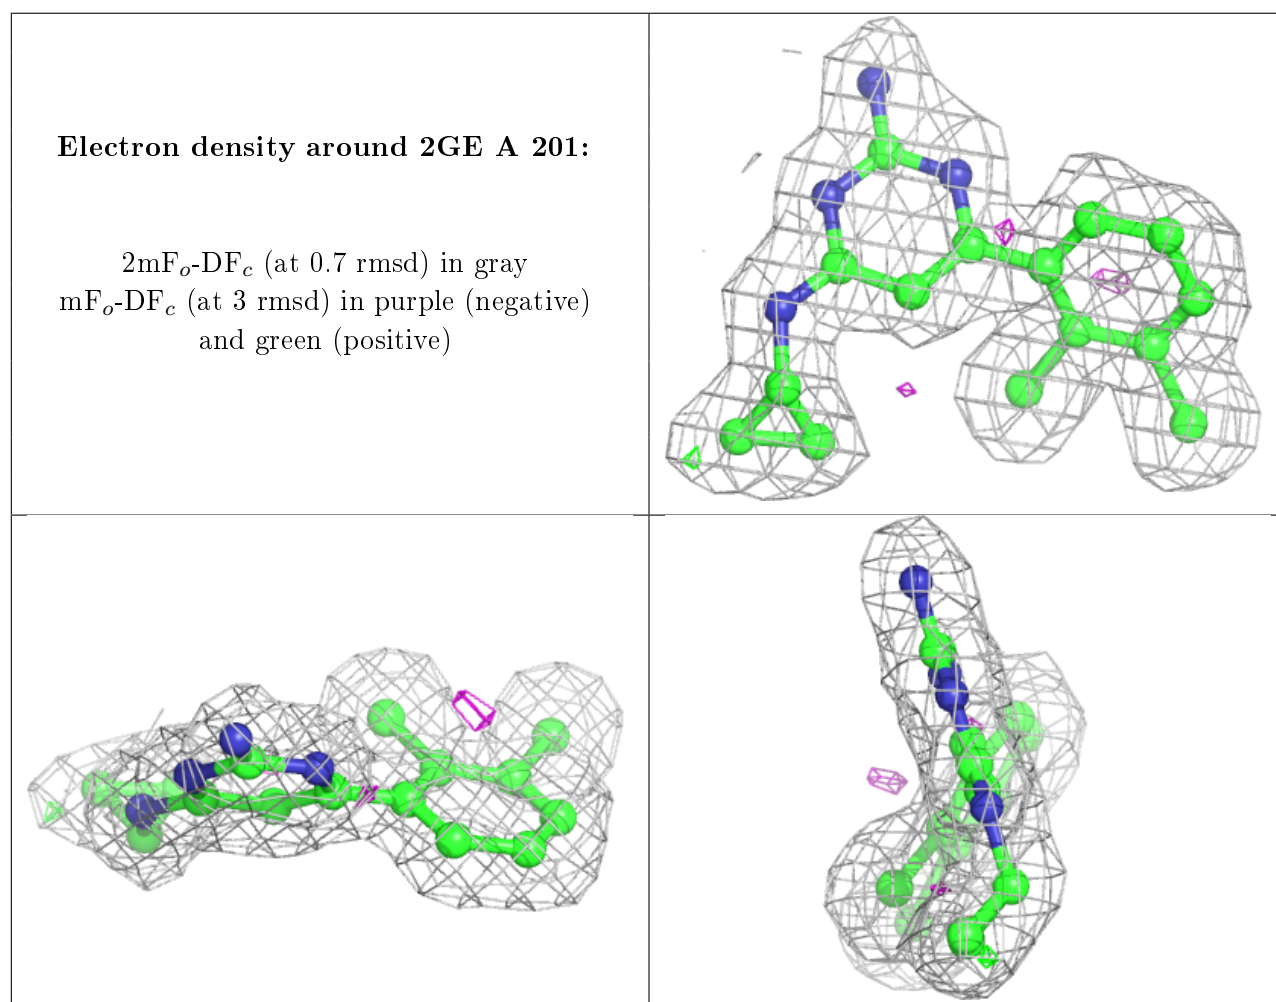 Electron density around 2GE A 201:
2mFo-DFc (at 0.7 rmsd) in gray
mFo-DFc (at 3 rmsd) in purple (negative)
and green (positive)